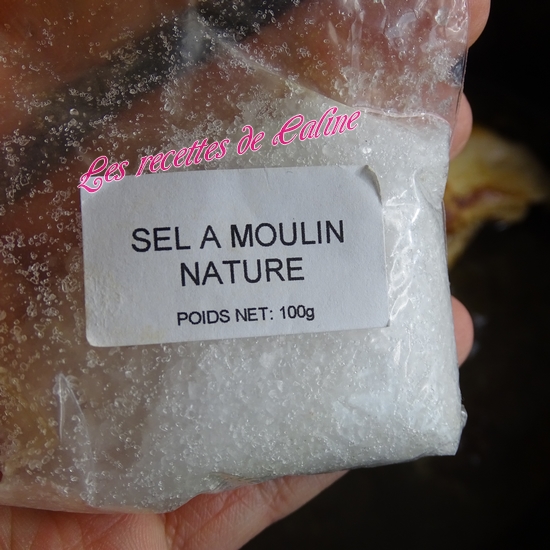 Les recettes de Caline
SEL A MOULIN
NATURE
POIDS NET: 100g